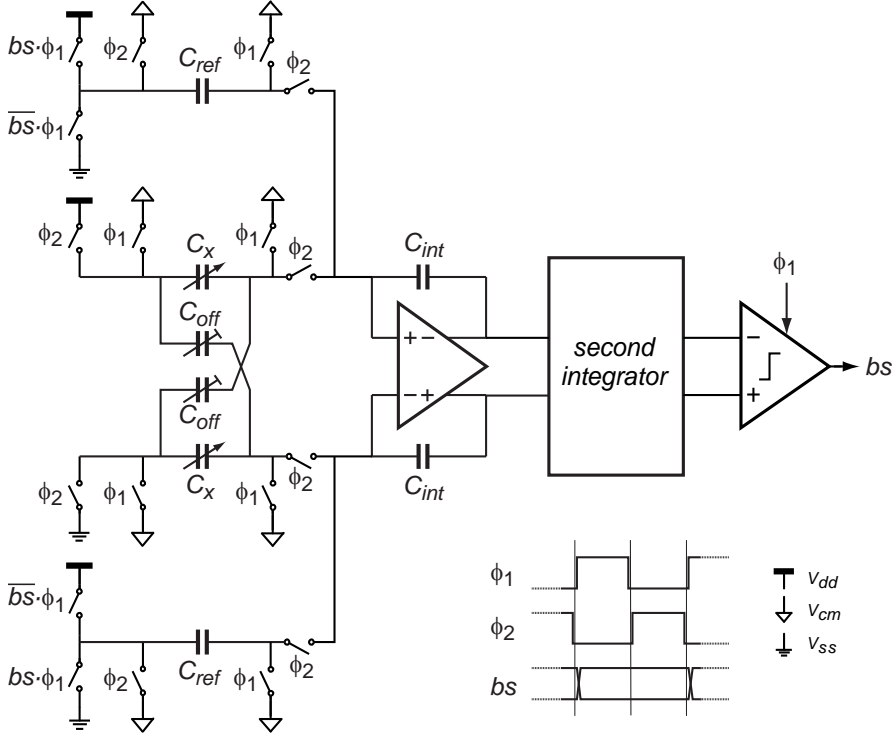 bs·ϕ1
ϕ2
Cref
ϕ1
ϕ2
b̅s̅·ϕ1
ϕ2
ϕ1
Cx
ϕ1
ϕ2
Coff
Coff
Cx
ϕ2
ϕ1
ϕ1
ϕ2
b̅s̅·ϕ1
bs·ϕ1
ϕ2
Cref
ϕ1
ϕ2
Cint
+ −
− +
Cint
second
integrator
ϕ1
−
+
bs
ϕ1
ϕ2
bs
Vdd
Vcm
Vss